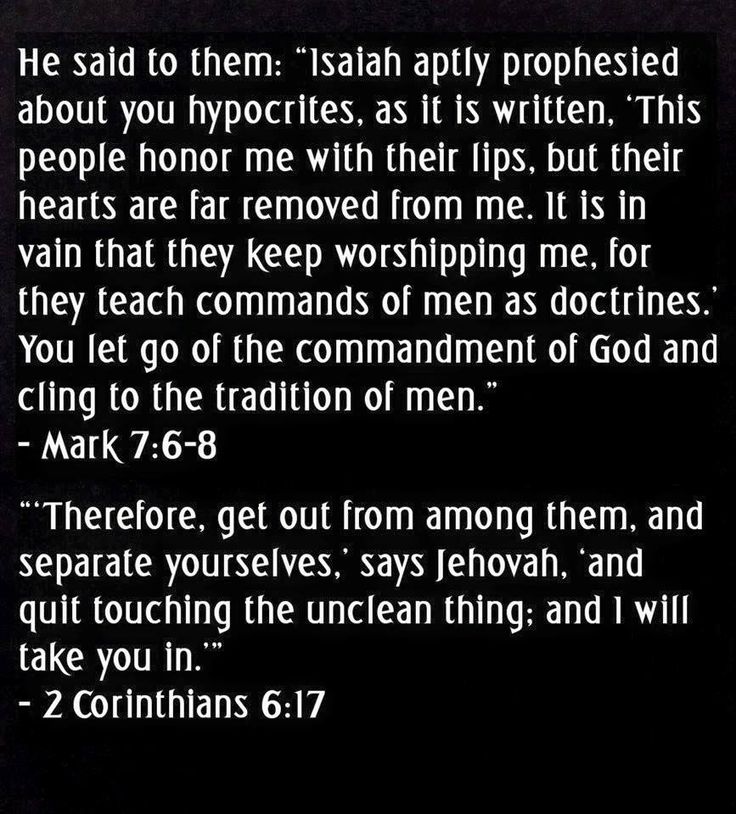 He said to them: “Isaiah aptly prophesied
about you hypocrites, as it is written, ‘This
people honor me with their lips, but their
hearts are far removed from me. It is in
vain that they keep worshipping me, for
they teach commands of men as doctrines.’
You let go of the commandment of God and
cling to the tradition of men.”
- Mark 7:6-8
“‘Therefore, get out from among them, and
separate yourselves,’ says Jehovah, ‘and
quit touching the unclean thing; and I will
take you in.’”
- 2 Corinthians 6:17